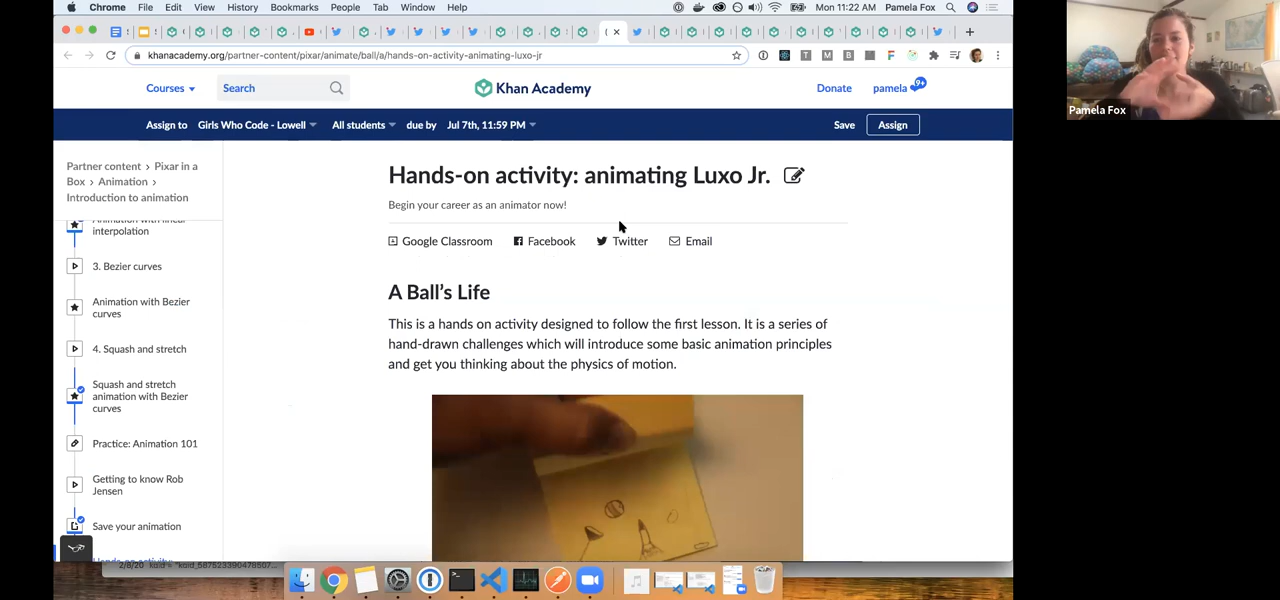 Chrome File Edit View History Bookmarks People Tab Window Help
Mon 11:22 AM Pamela Fox
khanacademy.org/partner-content/pixar/animate/ball/a/hands-on-activity-animating-luxo-jr
Courses
Search
Khan Academy
Donate
pamela
9+
Assign to Girls Who Code - Lowell All students due by Jul 7th, 11:59 PM
Save Assign
Partner content > Pixar in a
Box > Animation >
Introduction to animation
Animation with linear
interpolation
3. Bezier curves
Animation with Bezier
curves
4. Squash and stretch
Squash and stretch
animation with Bezier
curves
Practice: Animation 101
Getting to know Rob
Jensen
Save your animation
Hands-on activity:
Hands-on activity: animating Luxo Jr.
Begin your career as an animator now!
Google Classroom Facebook Twitter Email
A Ball's Life
This is a hands on activity designed to follow the first lesson. It is a series of
hand-drawn challenges which will introduce some basic animation principles
and get you thinking about the physics of motion.
Pamela Fox